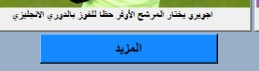 اجويرو يختار المرشح الأوفر حظا للفوز بالدوري الانجليزي
المزيد